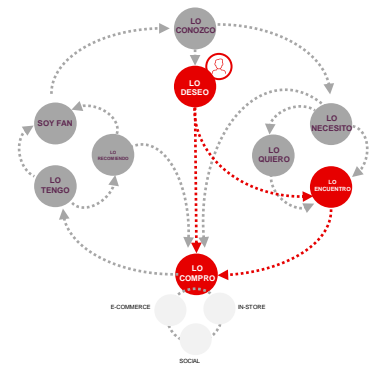 LO
CONOZCO
LO
DESEO
SOY FAN
LO
NECESITO
LO
RECOMIENDO
LO
QUIERO
LO
TENGO
LO
ENCUENTRO
LO
COMPRO
E-COMMERCE
IN-STORE
SOCIAL